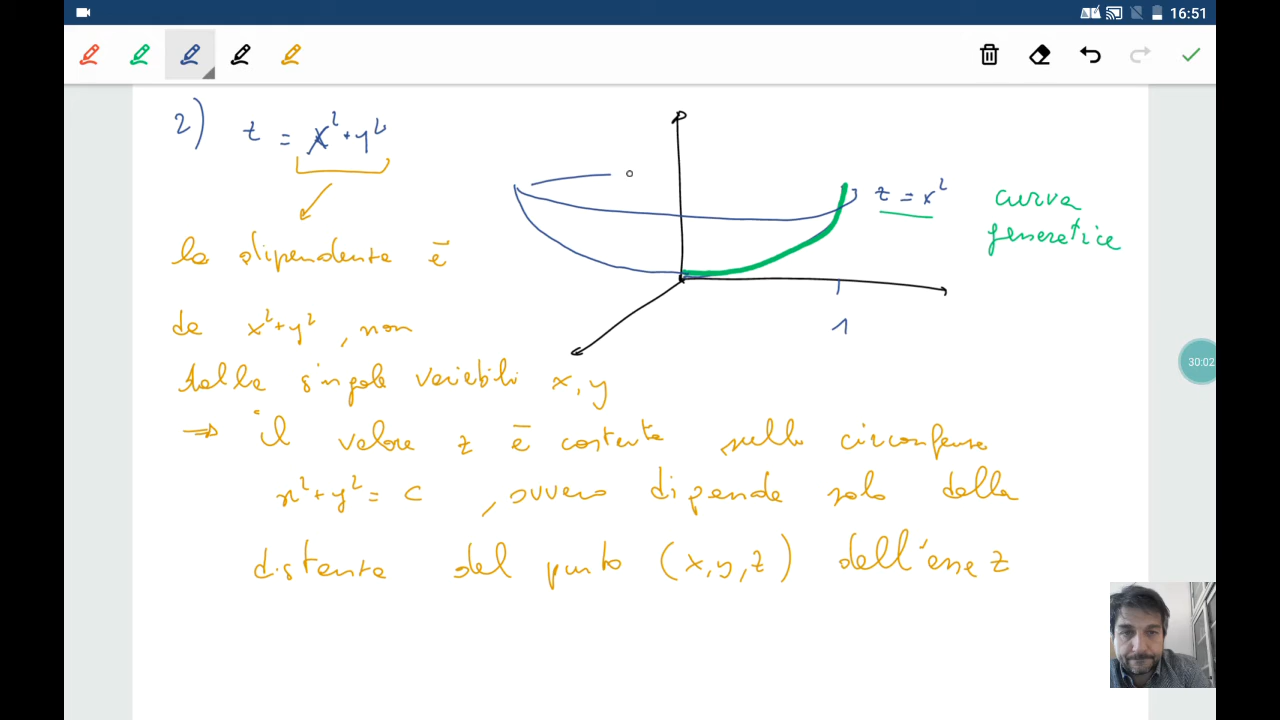 16:51
2) z = x²+y²
z = x²
curva
generatrice
1
la dipendente è
da x²+y², non
dalle singole variabili x, y
30:02
⇒ il valore z è costante sulle circonferenze
x²+y² = c, ovvero dipende solo dalla
distanza del punto (x,y,z) dall'asse z